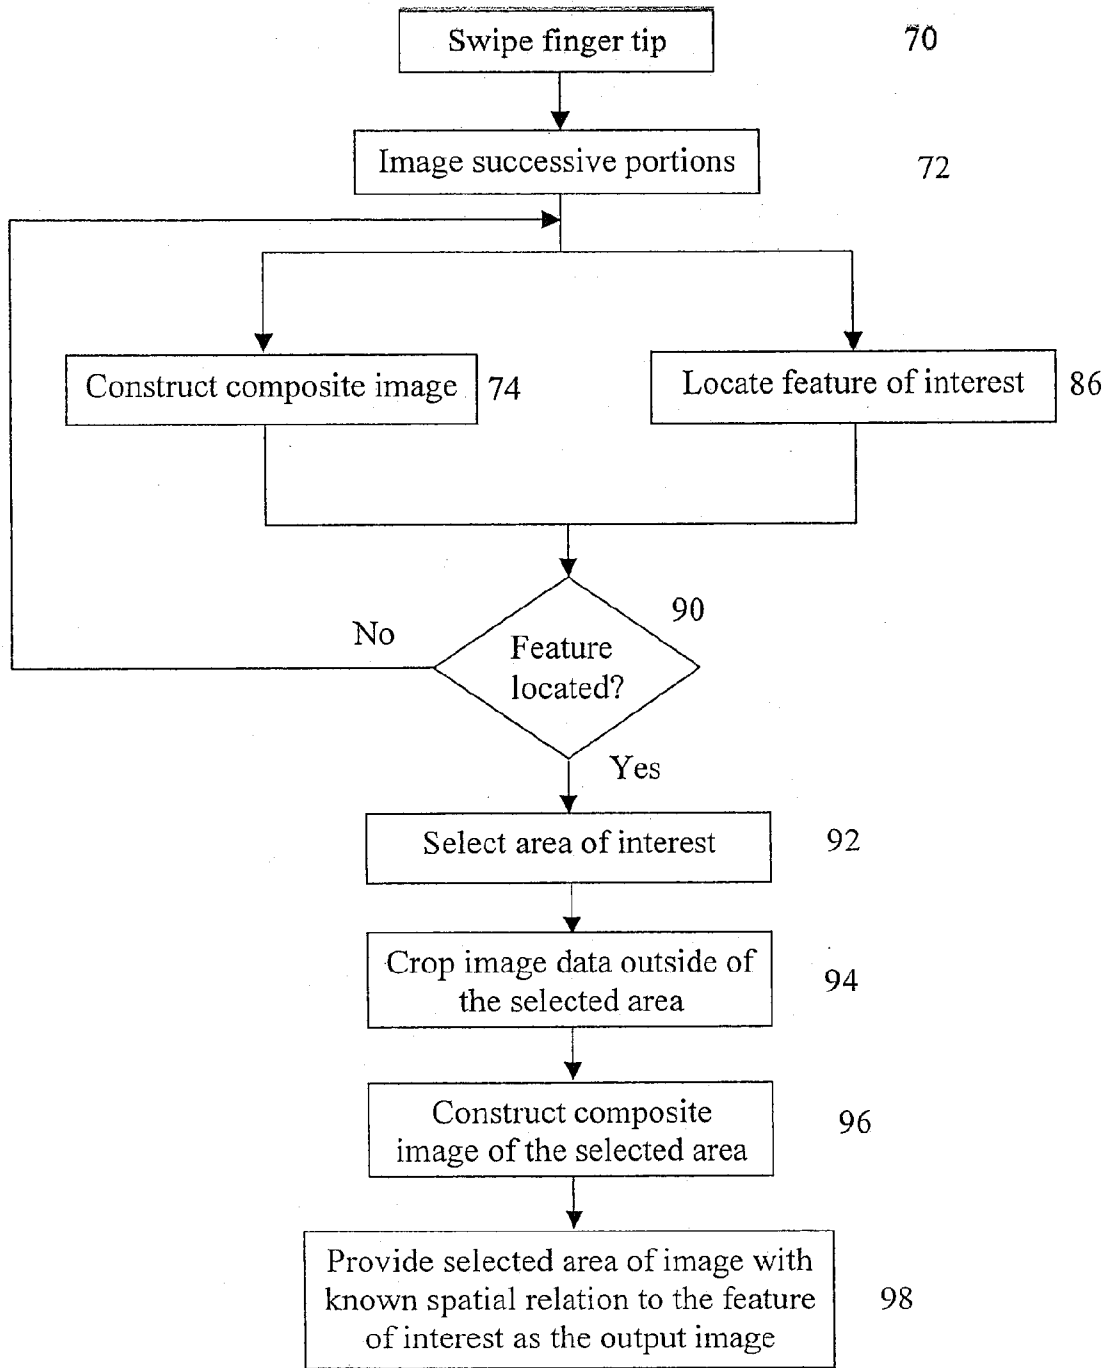 Swipe finger tip 70
Image successive portions 72
Construct composite image 74
Locate feature of interest 86
90
No
Feature
located?
Yes
Select area of interest 92
Crop image data outside of
the selected area
94
Construct composite
image of the selected area
96
Provide selected area of image with
known spatial relation to the feature
of interest as the output image
98